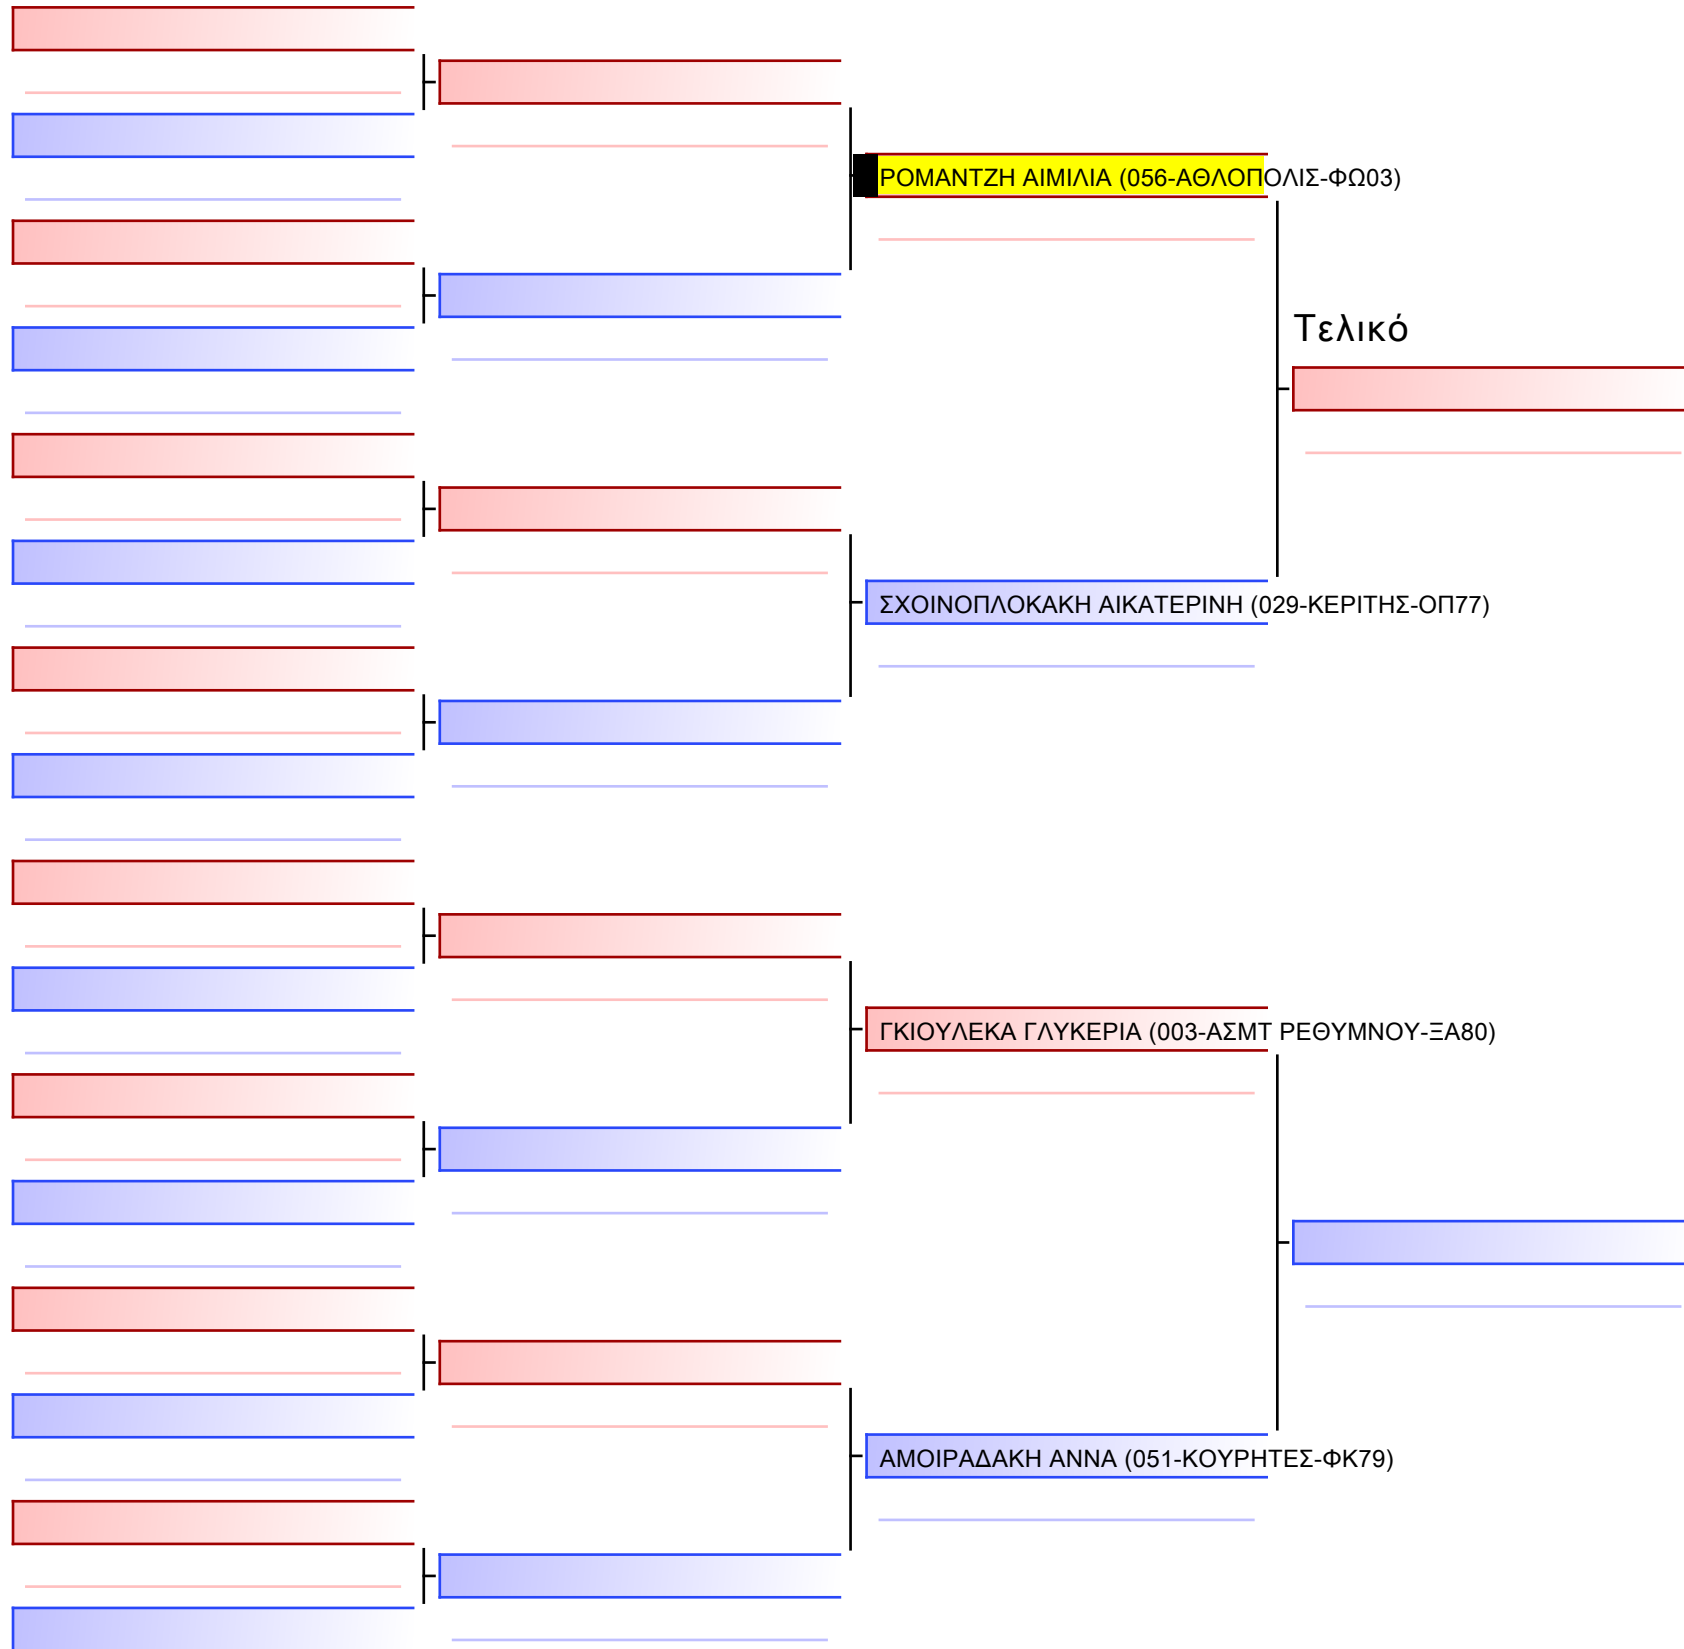 ΡΟΜΑΝΤΖΗ ΑΙΜΙΛΙΑ (056-ΑΘΛΟΠΟΛΙΣ-ΦΩ03)
Τελικό
ΣΧΟΙΝΟΠΛΟΚΑΚΗ ΑΙΚΑΤΕΡΙΝΗ (029-ΚΕΡΙΤΗΣ-ΟΠ77)
ΓΚΙΟΥΛΕΚΑ ΓΛΥΚΕΡΙΑ (003-ΑΣΜΤ ΡΕΘΥΜΝΟΥ-ΞΑ80)
ΑΜΟΙΡΑΔΑΚΗ ΑΝΝΑ (051-ΚΟΥΡΗΤΕΣ-ΦΚ79)